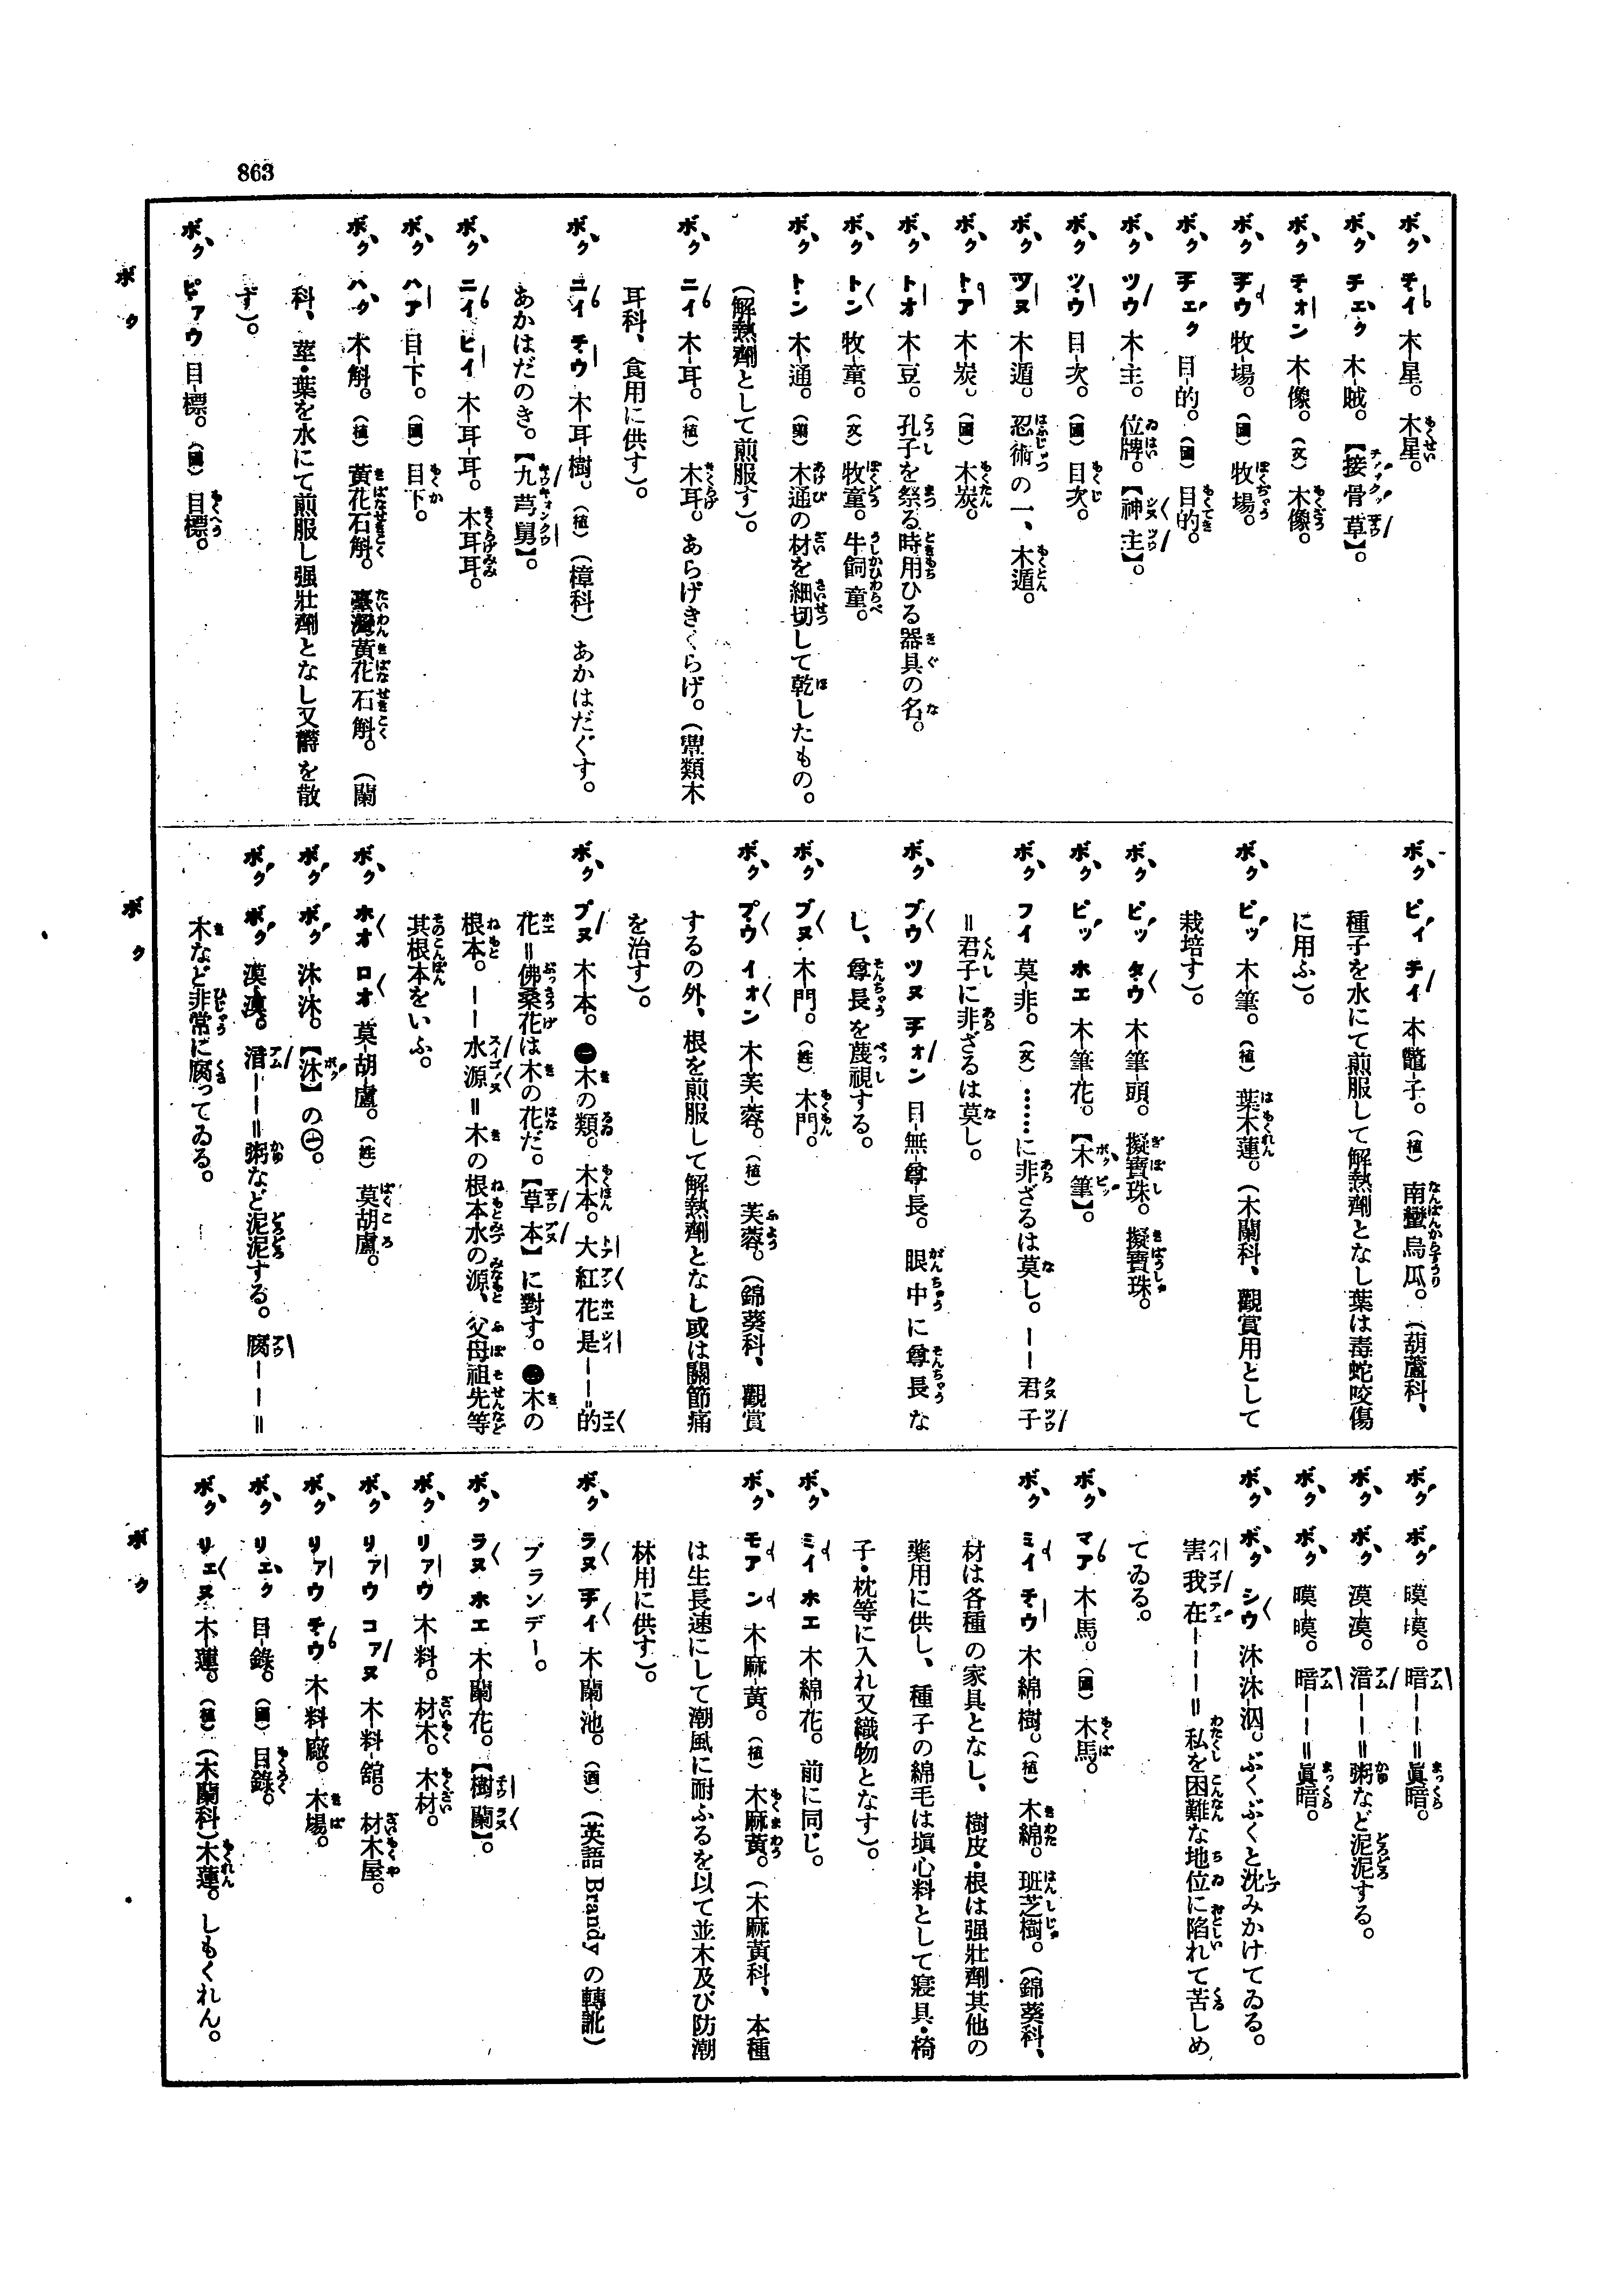 863
ボク チイ 木星。木星。
ボク チェク 木賊。【接骨草】。
ボク チォン 木像。(文) 木像。
ボク チウ 牧場。(國) 牧場。
ボク チェク 目的。(國) 目的。
ボク ツウ 木主。位牌。【神主】。
ボク ツウ 目次。(國) 目次。
ボク ツヌ 木遁。忍術の一、木遁。
ボク トア 木炭。(國) 木炭。
ボク トオ 木豆。孔子を祭る時用ひる器具の名。
ボク トン 牧童。(文) 牧童。牛飼童。
ボク トン 木通。(藥) 木通の材を細切して乾したもの。
(解熱劑として煎服す)。
ボク ニイ 木耳。(植) 木耳。あらげきくらげ。(蕈類木
耳科、食用に供す)。
ボク ニイ チウ 木耳樹。(植)(樟科) あかはだぐす。
あかはだのき。【九芎舅】。
ボク ニイ ヒイ 木耳耳。木耳耳。
ボク ハア 目下。(國) 目下。
ボク ハク 木斛。(植) 黃花石斛。臺灣黃花石斛。(蘭
科、莖・葉を水にて煎服し强壯劑となし又欝を散
ず)。
ボク ピァウ 目標。(國) 目標。
ボク
ボク ピイ チイ 木鼈子。(植) 南蠻烏瓜。(葫蘆科、
種子を水にて煎服して解熱劑となし葉は毒蛇咬傷
に用ふ)。
ボク ピッ 木筆。(植) 葉木蓮。(木蘭科、觀賞用として
栽培す)。
ボク ピッ タウ 木筆頭。擬寶珠。擬寶珠。
ボク ピッ ホエ 木筆花。【木筆】。
ボク フイ 莫非。(文) ……に非ざるは莫し。——君子
=君子に非ざるは莫し。
ボク ブウ ツヌ チォン 目無尊長。眼中に尊長な
し、尊長を蔑視する。
ボク ブヌ 木門。(姓) 木門。
ボク プウ イォン 木芙蓉。(植) 芙蓉。(錦葵科、觀賞
するの外、根を煎服して解熱劑となし或は關節痛
を治す)。
ボク プヌ 木本。㊀木の類。木本。大紅花是——的
花=佛桑花は木の花だ。【草本】に對す。㊁木の
根本。——水源=木の根本水の源、父母祖先等
其根本をいふ。
ボク ホオ ロオ 莫胡盧。(姓) 莫胡盧。
ボク ボク 沐沐。【沐】の㊀。
ボク ボク 漠漠。湆——=粥など泥泥する。腐——=
木など非常に腐ってゐる。
ボク
ボク ボク 暯暯。暗——=眞暗。
ボク ボク 漠漠。湆——=粥など泥泥する。
ボク ボク 暯暯。暗——=眞暗。
ボク ボク シウ 沐沐泅。ぶくぶくと沈みかけてゐる。
害我在———=私を困難な地位に陷れて苦しめ
てゐる。
ボク マア 木馬。(國) 木馬。
ボク ミイ チウ 木綿樹。(植) 木綿。斑芝樹。(錦葵科、
材は各種の家具となし、樹皮・根は强壯劑其他の
藥用に供し、種子の綿毛は塡心料として寢具・椅
子・枕等に入れ又織物となす)。
ボク ミイ ホエ 木綿花。前に同じ。
ボク モア ン 木麻黃。(植) 木麻黃。(木麻黃科、本種
は生長速にして潮風に耐ふるを以て並木及び防潮
林用に供す)。
ボク ラヌ チイ 木蘭池。(酒)(英語 Brandy の轉訛)
ブランデー。
ボク ラヌ ホエ 木蘭花。【樹蘭】。
ボク リァウ 木料。材木。木材。
ボク リァウ コァヌ 木料舘。材木屋。
ボク リァウ チウ 木料廠。木場。
ボク リェク 目錄。(國) 目錄。
ボク リェヌ 木蓮。(植)(木蘭科)木蓮。しもくれん。
ボク